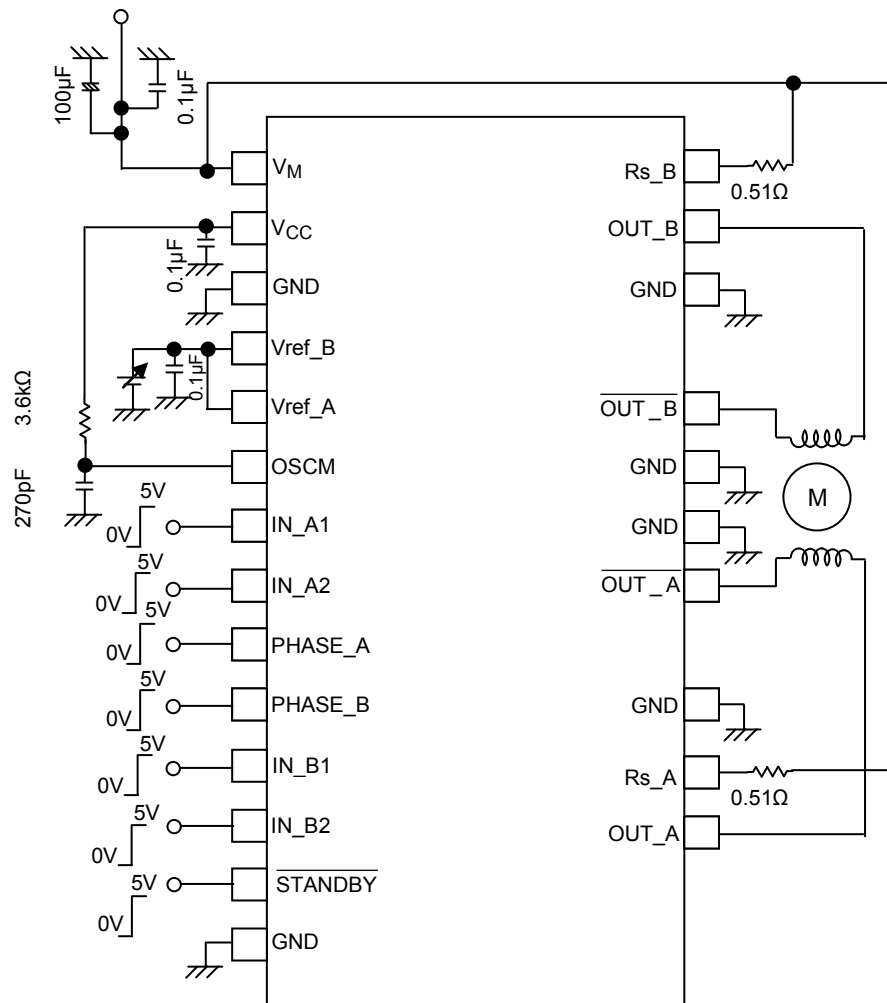 100μF
0.1μF
VM
VCC
0.1μF
GND
Vref_B
0.1μF
Vref_A
3.6kΩ
OSCM
270pF
5V
0V
IN_A1
5V
0V
IN_A2
5V
0V
PHASE_A
5V
0V
PHASE_B
5V
0V
IN_B1
5V
0V
IN_B2
5V
0V
STANDBY
GND
Rs_B
0.51Ω
OUT_B
GND
OUT_B
GND
M
GND
OUT_A
GND
Rs_A
0.51Ω
OUT_A